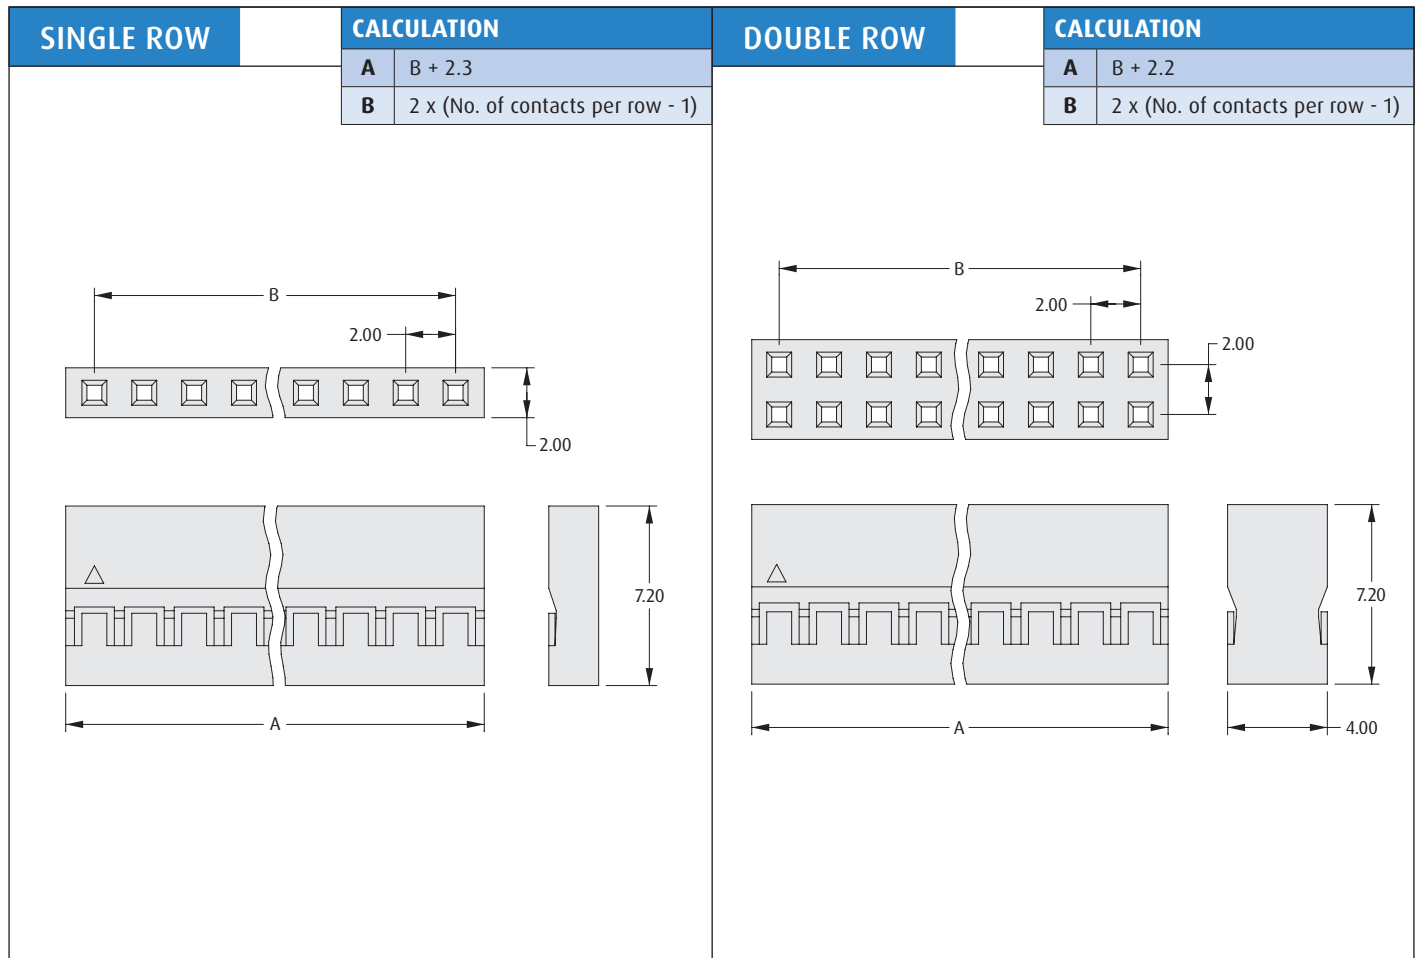 SINGLE ROW
CALCULATION
A B + 2.3
B 2 x (No. of contacts per row - 1)
B
2.00
2.00
7.20
A
DOUBLE ROW
CALCULATION
A B + 2.2
B 2 x (No. of contacts per row - 1)
B
2.00
2.00
7.20
A
4.00